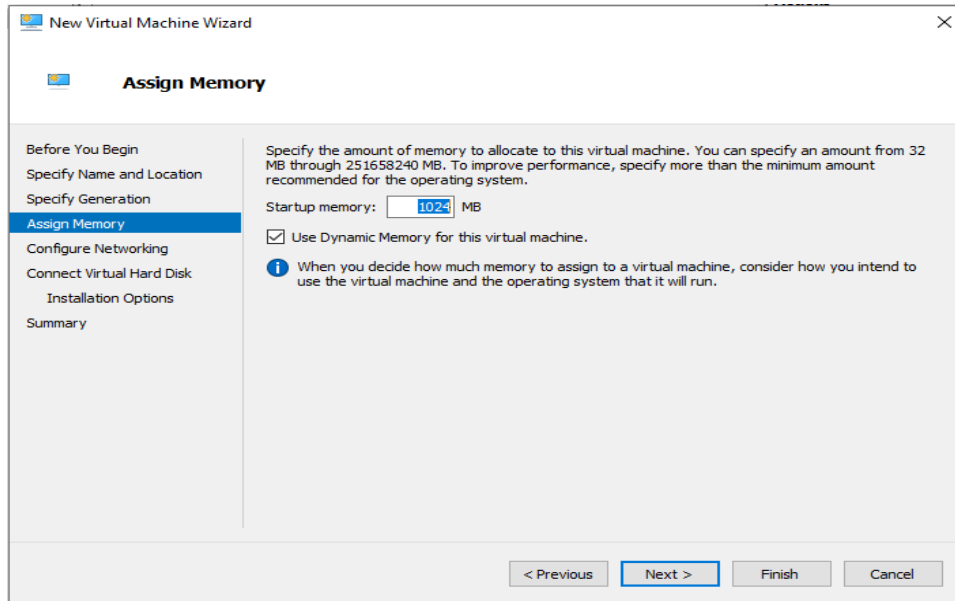 New Virtual Machine Wizard
Assign Memory
Before You Begin
Specify Name and Location
Specify Generation
Assign Memory
Configure Networking
Connect Virtual Hard Disk
Installation Options
Summary
Specify the amount of memory to allocate to this virtual machine. You can specify an amount from 32
MB through 251658240 MB. To improve performance, specify more than the minimum amount
recommended for the operating system.
Startup memory: 1024 MB
Use Dynamic Memory for this virtual machine.
When you decide how much memory to assign to a virtual machine, consider how you intend to
use the virtual machine and the operating system that it will run.
< Previous Next > Finish Cancel